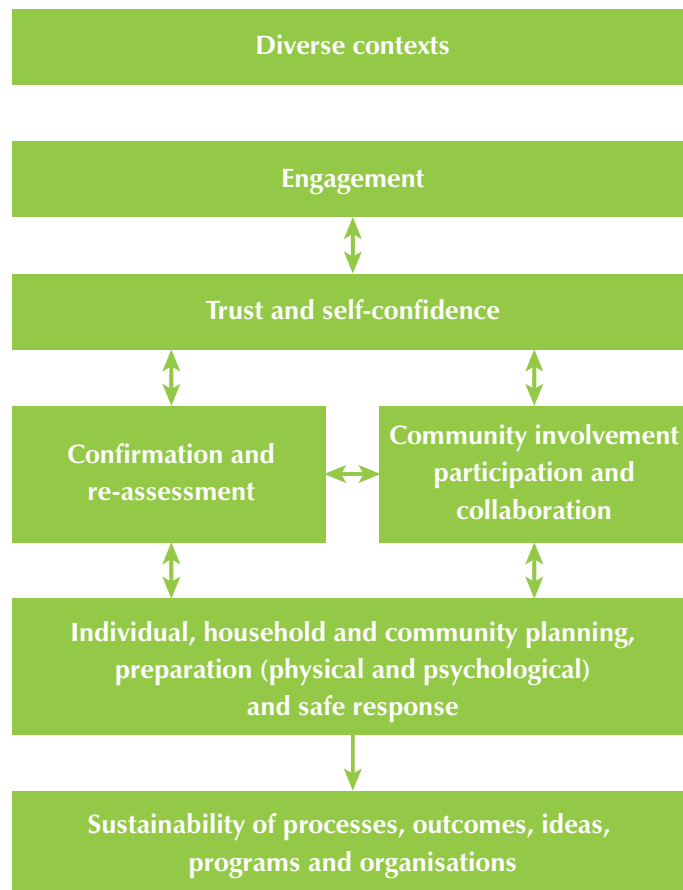 Diverse contexts
Engagement
Trust and self-confidence
Confirmation and
re-assessment
Community involvement
participation and
collaboration
Individual, household and community planning,
preparation (physical and psychological)
and safe response
Sustainability of processes, outcomes, ideas,
programs and organisations